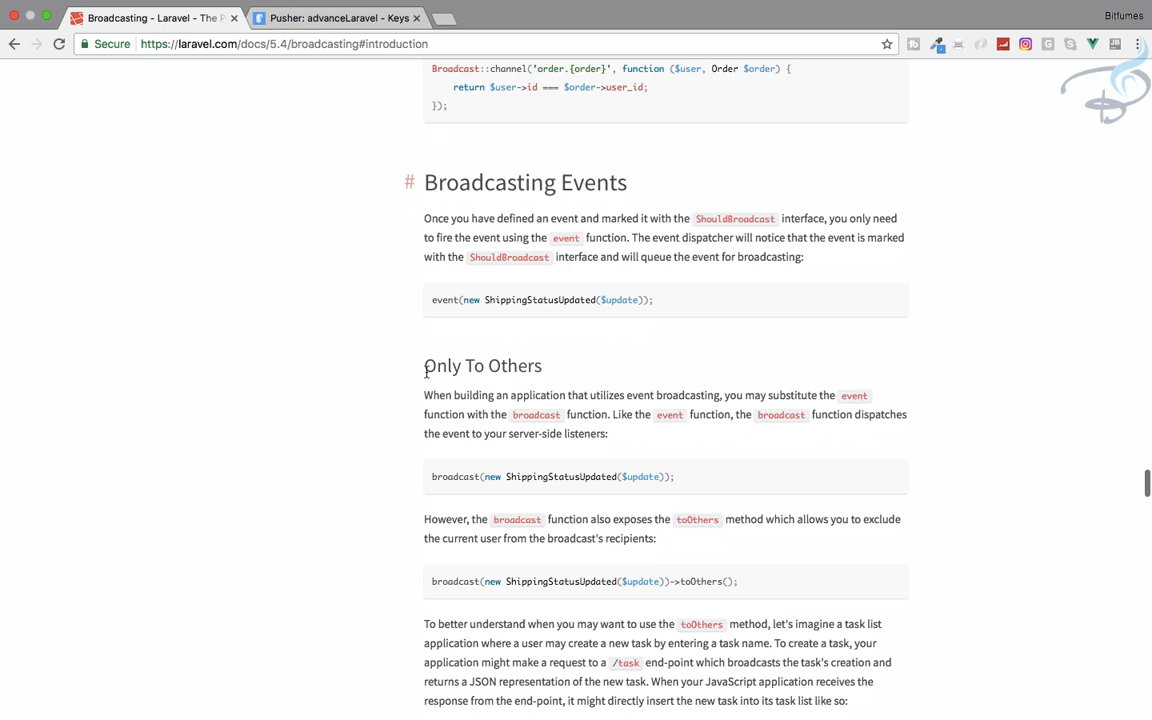 Broadcasting - Laravel - The P
Pusher: advanceLaravel - Keys
Bitfumes
Secure
https://laravel.com/docs/5.4/broadcasting#introduction
Broadcast::channel('order.{order}', function ($user, Order $order) {
return $user->id === $order->user_id;
});
# Broadcasting Events
Once you have defined an event and marked it with the ShouldBroadcast interface, you only need
to fire the event using the event function. The event dispatcher will notice that the event is marked
with the ShouldBroadcast interface and will queue the event for broadcasting:
event(new ShippingStatusUpdated($update));
Only To Others
When building an application that utilizes event broadcasting, you may substitute the event
function with the broadcast function. Like the event function, the broadcast function dispatches
the event to your server-side listeners:
broadcast(new ShippingStatusUpdated($update));
However, the broadcast function also exposes the toOthers method which allows you to exclude
the current user from the broadcast's recipients:
broadcast(new ShippingStatusUpdated($update))->toOthers();
To better understand when you may want to use the toOthers method, let's imagine a task list
application where a user may create a new task by entering a task name. To create a task, your
application might make a request to a /task end-point which broadcasts the task's creation and
returns a JSON representation of the new task. When your JavaScript application receives the
response from the end-point, it might directly insert the new task into its task list like so: